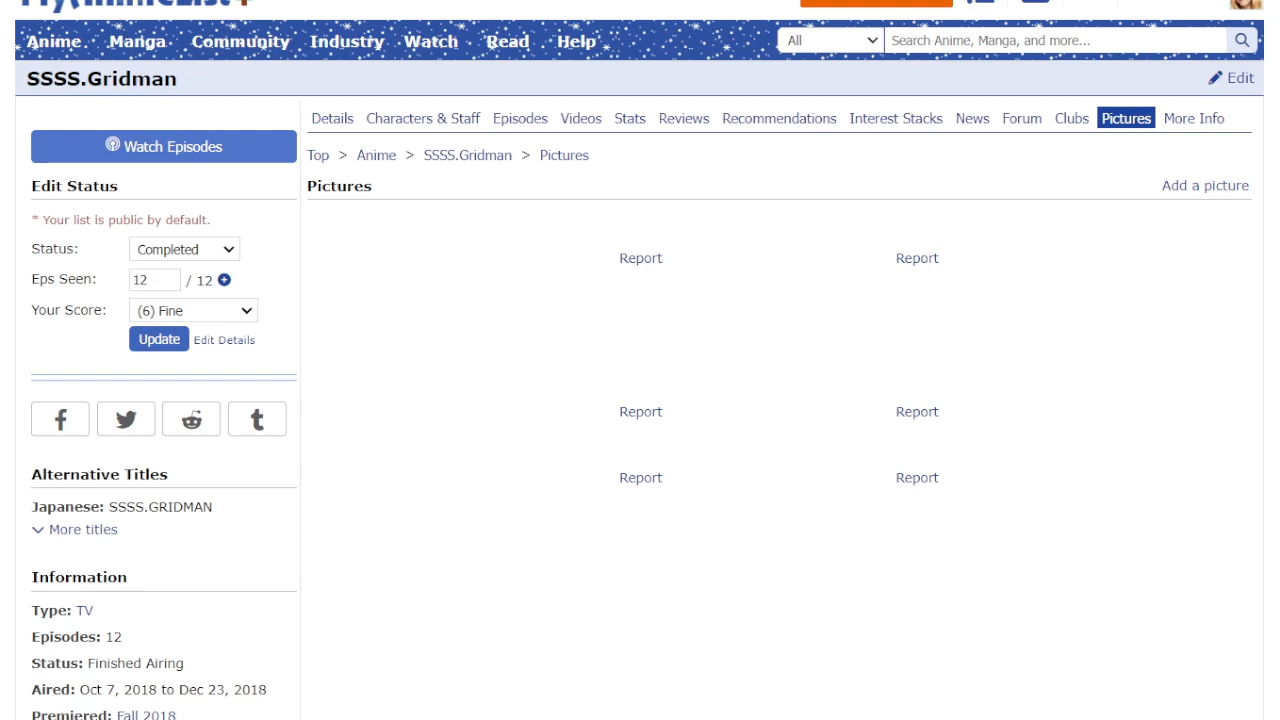 MyAnimeList
Anime Manga Community Industry Watch Read Help All Search Anime, Manga, and more...
SSSS.Gridman Edit
Details Characters & Staff Episodes Videos Stats Reviews Recommendations Interest Stacks News Forum Clubs Pictures More Info
Watch Episodes
Top > Anime > SSSS.Gridman > Pictures
Edit Status
Pictures Add a picture
* Your list is public by default.
Status: Completed
Eps Seen: 12 / 12
Your Score: (6) Fine
Update Edit Details
Report Report
Report Report
Report Report
Alternative Titles
Japanese: SSSS.GRIDMAN
More titles
Information
Type: TV
Episodes: 12
Status: Finished Airing
Aired: Oct 7, 2018 to Dec 23, 2018
Premiered: Fall 2018